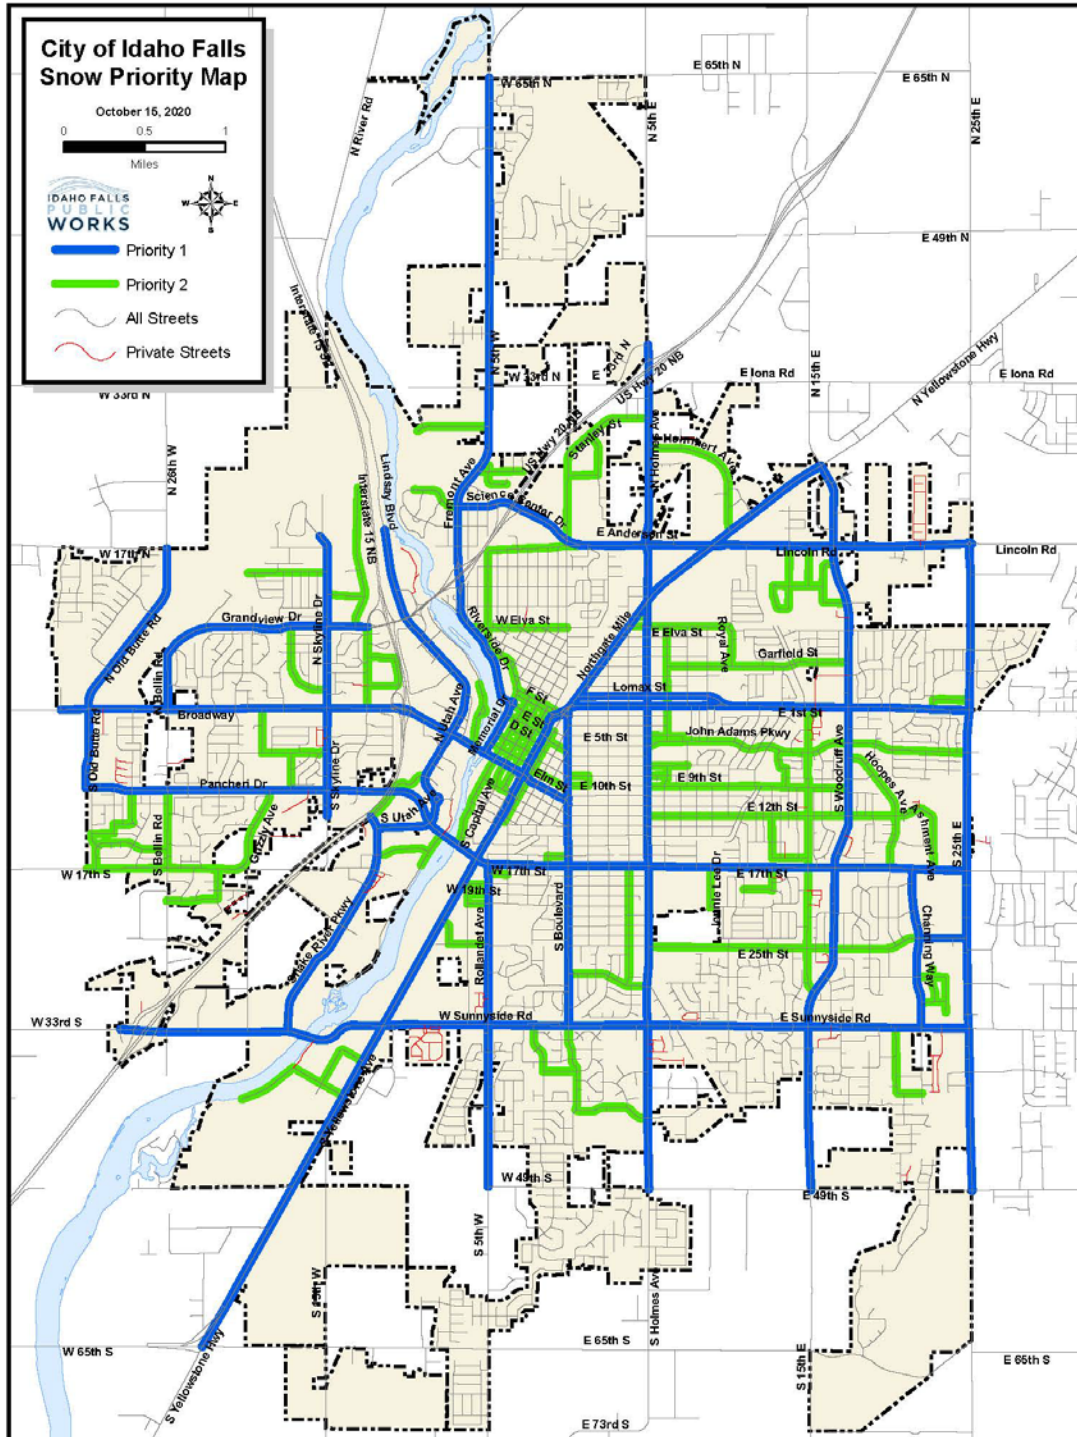 City of Idaho Falls
Snow Priority Map
October 15, 2020
0 0.5 1
Miles
N
W E
S
IDAHO FALLS
PUBLIC
WORKS
Priority 1
Priority 2
All Streets
Private Streets
W 65th N
E 65th N
E 65th N
N River Rd
N 5th E
N 25th E
E 49th N
N 5th W
W 33rd N
E 33rd N
US Hwy 20 NB
N 15th E
E Iona Rd
N Yellowstone Hwy
E Iona Rd
W 33rd N
N 26th W
Lindsay Blvd
Interstate 15 NB
Fremont Ave
US Hwy 20 NB
Stanley St
N Holmes Ave
Hemmert Ave
Science Center Dr
E Anderson St
Lincoln Rd
Lincoln Rd
W 17th N
N Old Butte Rd
Grandview Dr
N Skyline Dr
Riverside Dr
W Elva St
Northgate Mile
E Elva St
Royal Ave
Garfield St
N Bollin Rd
Broadway
N Utah Ave
Memorial Dr
F St
E St
D St
Lomax St
E 1st St
S Old Butte Rd
S Skyline Dr
E 5th St
John Adams Pkwy
S Woodruff Ave
Hoopes Ave
Pancheri Dr
Elm St
E 10th St
E 9th St
S Utah Ave
S Capital Ave
E 12th St
Ashment Ave
S 25th E
S Bollin Rd
Grizzly Ave
W 17th S
W 17th St
E 17th St
W 19th St
Jennie Lee Dr
Snake River Pkwy
Rollandet Ave
S Boulevard
E 25th St
Channing Way
W 33rd S
W Sunnyside Rd
E Sunnyside Rd
S Yellowstone Ave
W 49th S
E 49th S
S 5th W
S 15th W
S Holmes Ave
W 65th S
S Yellowstone Hwy
E 65th S
S 15th E
E 65th S
E 73rd S